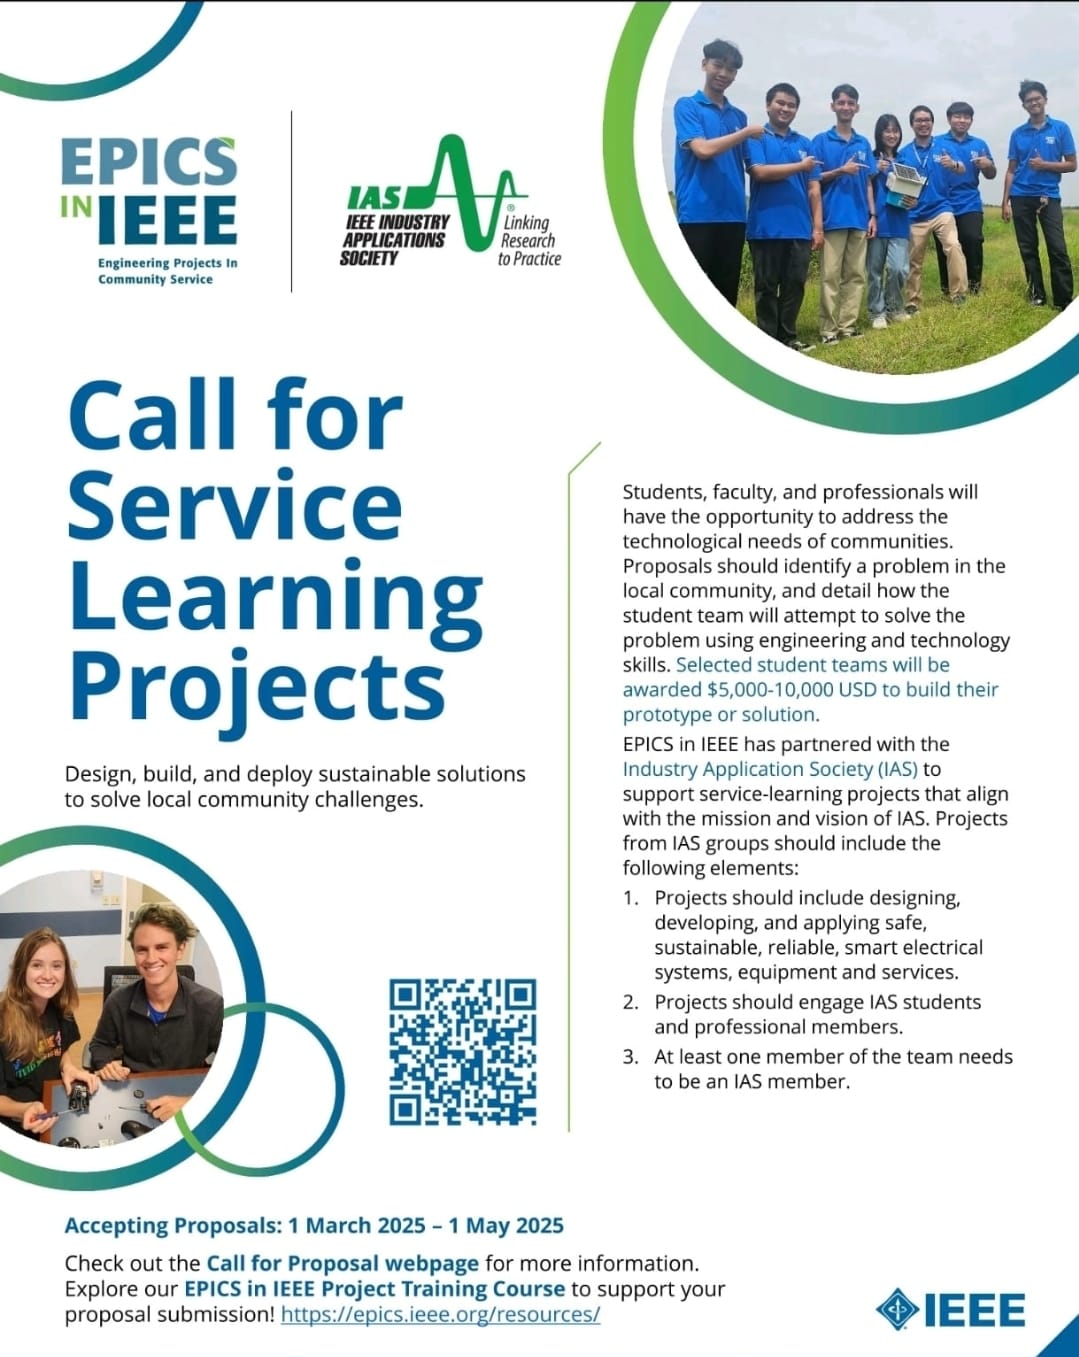 EPICS
IN IEEE
Engineering Projects In
Community Service
IAS
IEEE INDUSTRY
APPLICATIONS
SOCIETY
®
Linking
Research
to Practice
Call for
Service
Learning
Projects
Design, build, and deploy sustainable solutions
to solve local community challenges.
Students, faculty, and professionals will
have the opportunity to address the
technological needs of communities.
Proposals should identify a problem in the
local community, and detail how the
student team will attempt to solve the
problem using engineering and technology
skills. Selected student teams will be
awarded $5,000-10,000 USD to build their
prototype or solution.
EPICS in IEEE has partnered with the
Industry Application Society (IAS) to
support service-learning projects that align
with the mission and vision of IAS. Projects
from IAS groups should include the
following elements:
1. Projects should include designing,
developing, and applying safe,
sustainable, reliable, smart electrical
systems, equipment and services.
2. Projects should engage IAS students
and professional members.
3. At least one member of the team needs
to be an IAS member.
Accepting Proposals: 1 March 2025 – 1 May 2025
Check out the Call for Proposal webpage for more information.
Explore our EPICS in IEEE Project Training Course to support your
proposal submission! https://epics.ieee.org/resources/
IEEE